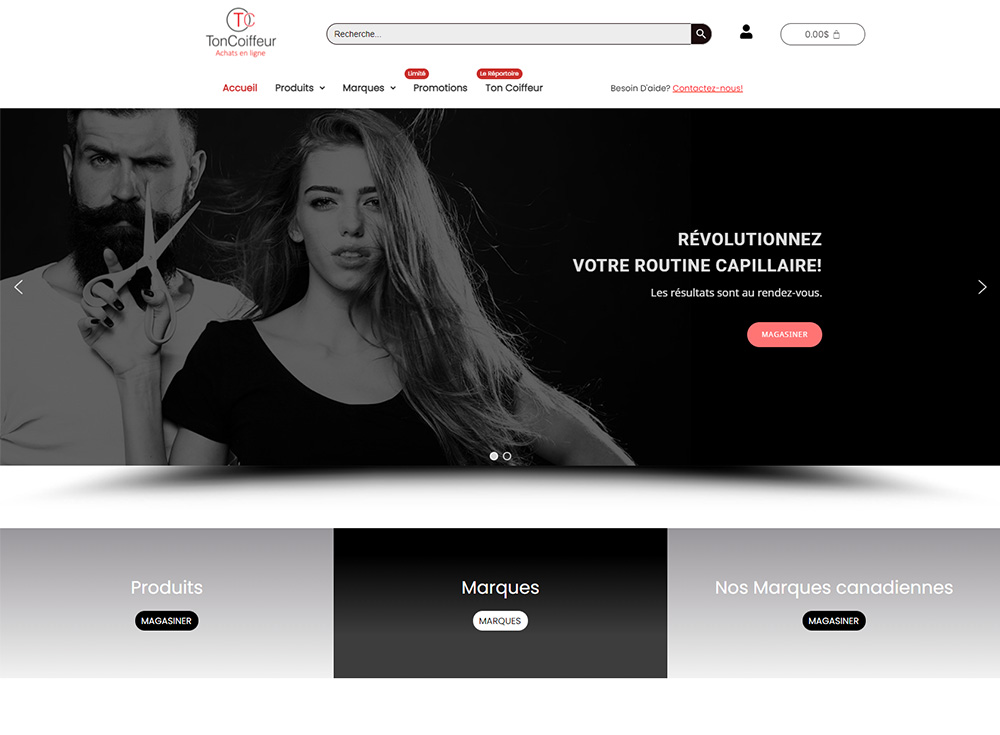 TC
TonCoiffeur
Achats en ligne
Recherche...
0.00$
Limité
Le Répertoire
Accueil
Produits
Marques
Promotions
Ton Coiffeur
Besoin D'aide? Contactez-nous!
RÉVOLUTIONNEZ
VOTRE ROUTINE CAPILLAIRE!
Les résultats sont au rendez-vous.
MAGASINER
Produits
MAGASINER
Marques
MARQUES
Nos Marques canadiennes
MAGASINER